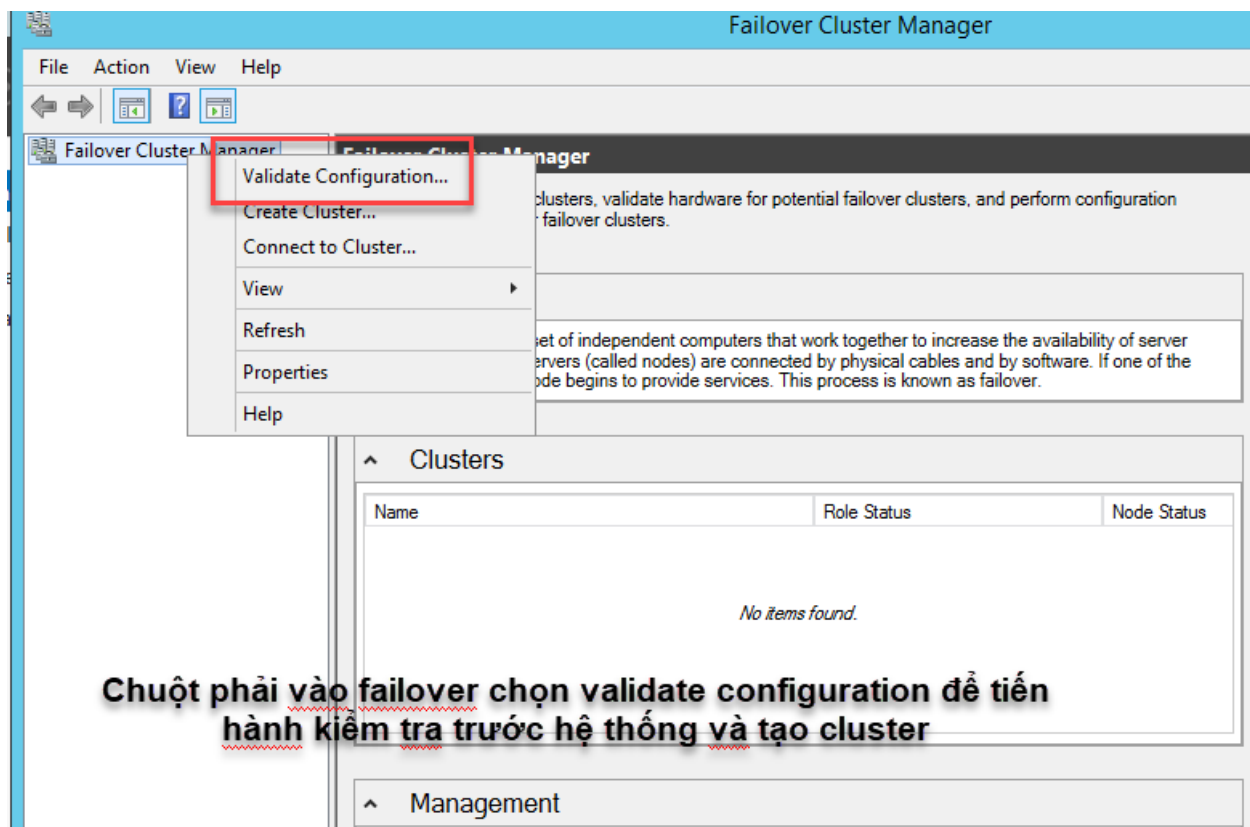 Failover Cluster Manager
File Action View Help
Failover Cluster Manager
Failover Cluster Manager
Validate Configuration...
Create Cluster...
Connect to Cluster...
View
Refresh
Properties
Help
clusters, validate hardware for potential failover clusters, and perform configuration
failover clusters.
set of independent computers that work together to increase the availability of server
ervers (called nodes) are connected by physical cables and by software. If one of the
ode begins to provide services. This process is known as failover.
Clusters
Name Role Status Node Status
No items found.
Chuột phải vào failover chọn validate configuration để tiến
hành kiểm tra trước hệ thống và tạo cluster
Management